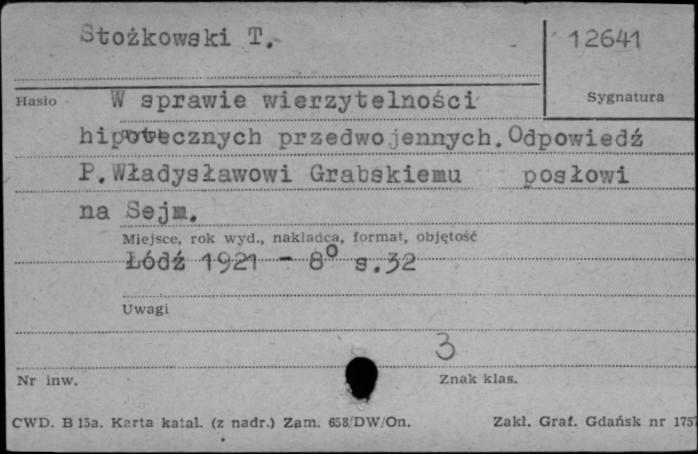 Stożkowski T.
12641
Hasło
Sygnatura
W sprawie wierzytelności
hipotecznych przedwojennych. Odpowiedź
P. Władysławowi Grabskiemu posłowi
na Sejm.
Miejsce, rok wyd., nakładca, format, objętość
Łódź 1921 - 8° s. 32
Uwagi
3
Nr inw.
Znak klas.
CWD. B 15a. Karta katal. (z nadr.) Zam. 658/DW/On.
Zakł. Graf. Gdańsk nr 1757